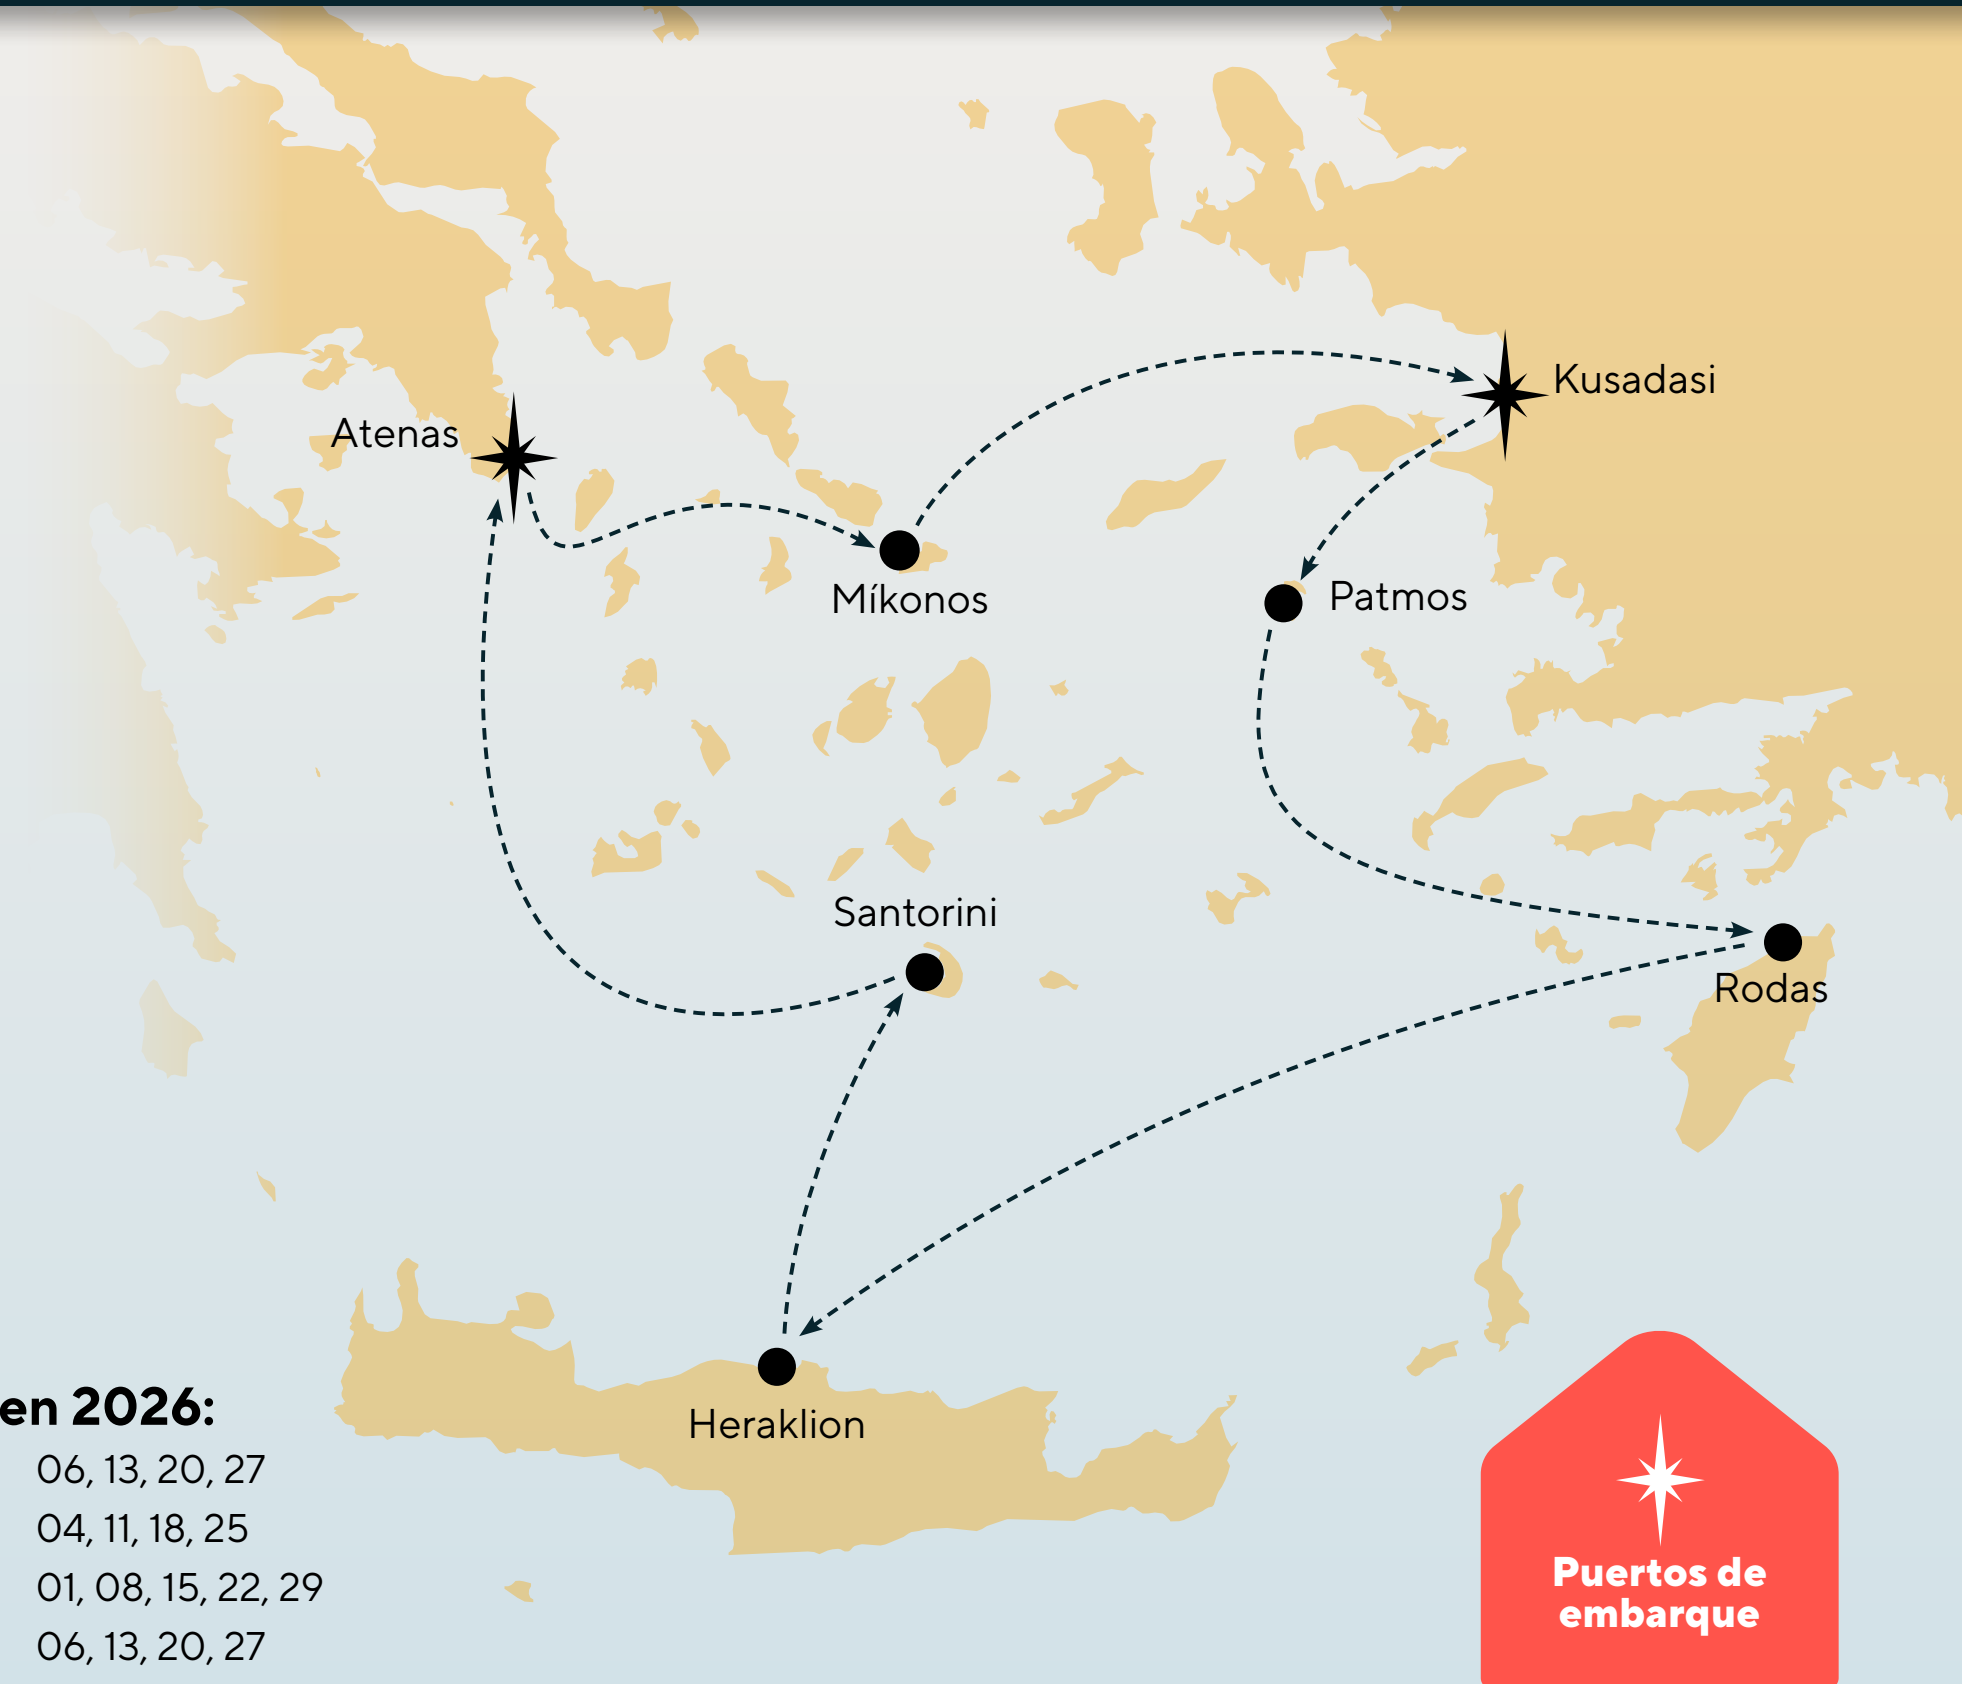 Kusadasi
Atenas
Míkonos
Patmos
Santorini
Rodas
Heraklion
en 2026:
06, 13, 20, 27
04, 11, 18, 25
01, 08, 15, 22, 29
06, 13, 20, 27
Puertos de
embarque